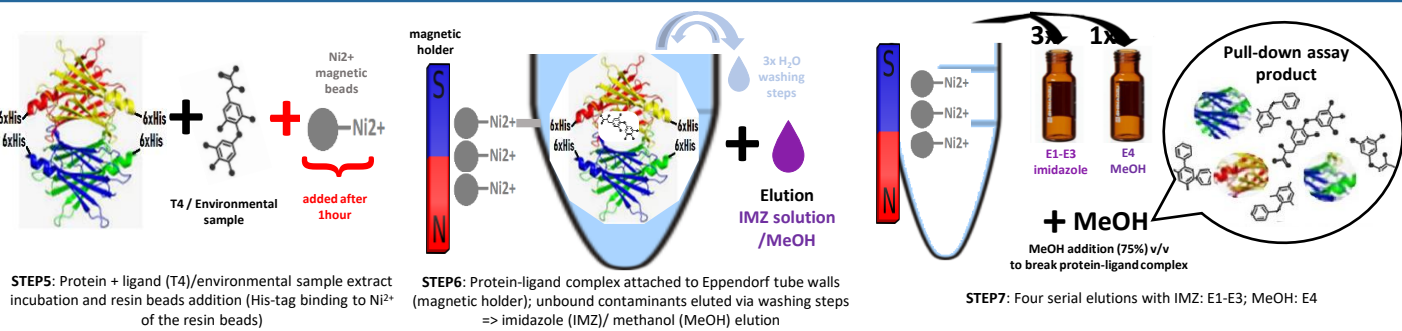 Ni2+
magnetic
beads
6xHis
6xHis
6xHis
6xHis
Ni2+
T4 / Environmental
sample
added after
1hour
STEP5: Protein + ligand (T4)/environmental sample extract
incubation and resin beads addition (His-tag binding to Ni2+
of the resin beads)
magnetic
holder
S
N
Ni2+
Ni2+
Ni2+
6xHis
6xHis
6xHis
6xHis
3x H2O
washing
steps
Elution
IMZ solution
/MeOH
STEP6: Protein-ligand complex attached to Eppendorf tube walls
(magnetic holder); unbound contaminants eluted via washing steps
=> imidazole (IMZ)/ methanol (MeOH) elution
S
N
Ni2+
Ni2+
Ni2+
3x
1x
E1-E3
imidazole
E4
MeOH
Pull-down assay
product
+ MeOH
MeOH addition (75%) v/v
to break protein-ligand complex
STEP7: Four serial elutions with IMZ: E1-E3; MeOH: E4